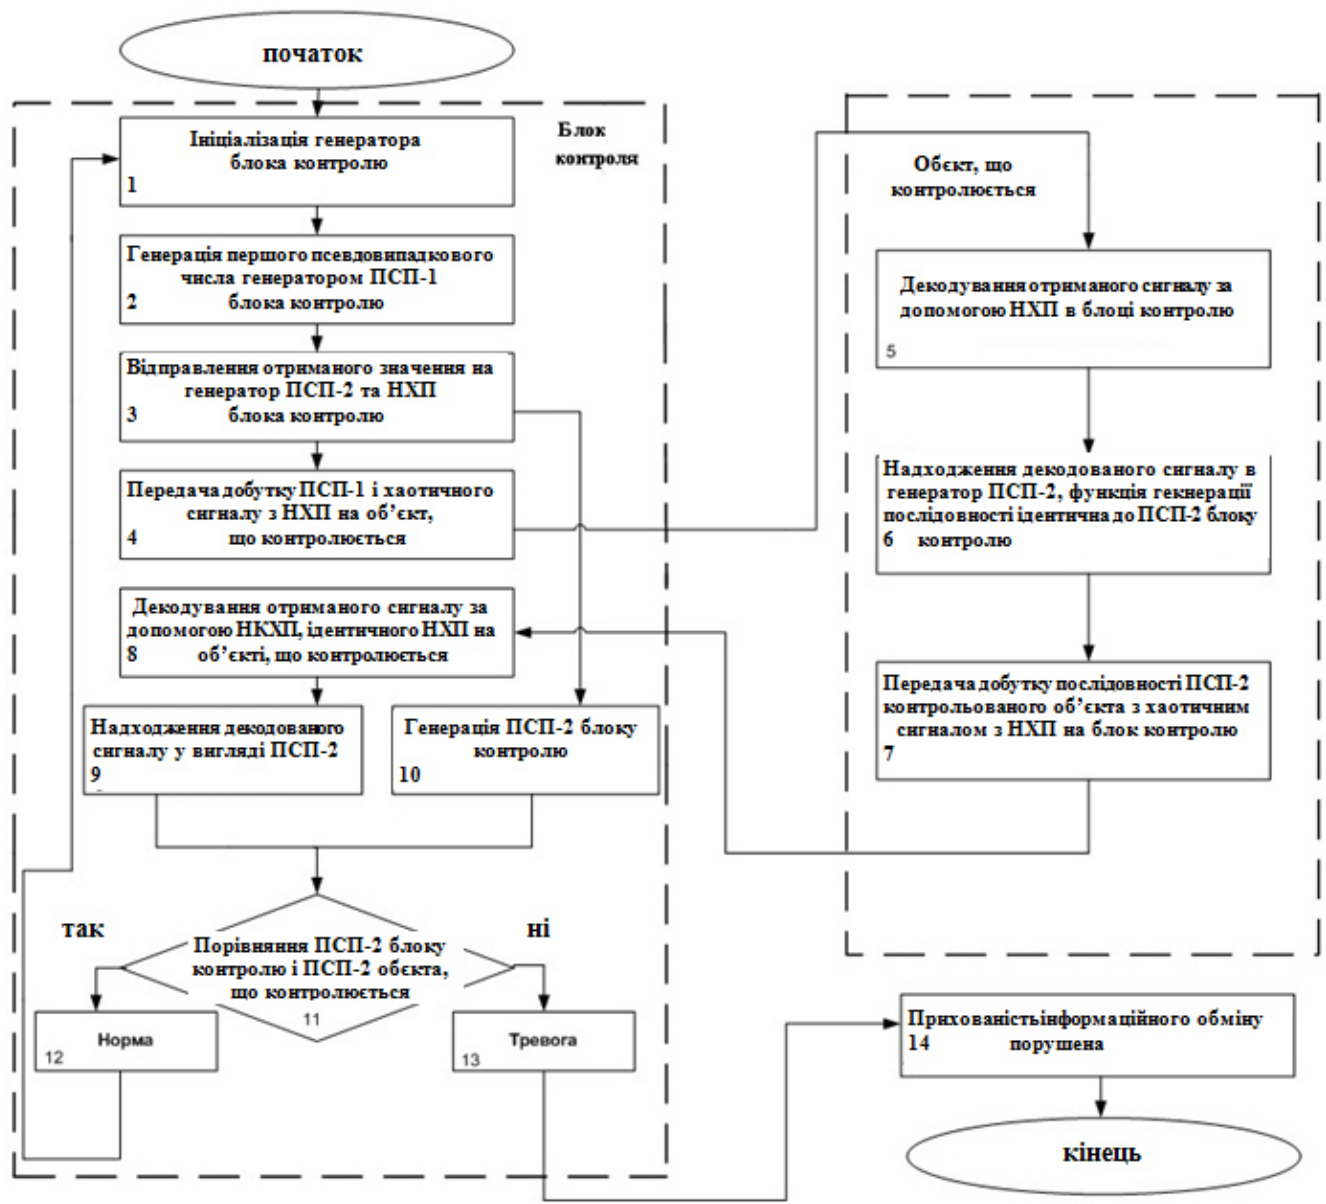 початок
Блок
контроля
Ініціалізація генератора
блока контролю
1
Генерація першого псевдовипадкового
числа генератором ПСП-1
2 блока контролю
Відправлення отриманого значення на
генератор ПСП-2 та НХП
3 блока контролю
Передача добутку ПСП-1 і хаотичного
сигналу з НХП на об’єкт,
4 що контролюється
Обєкт, що
контролюється
Декодування отриманого сигналу за
допомогою НХП в блоці контролю
5
Надходження декодованого сигналу в
генератор ПСП-2, функція гекнерації
послідовності ідентична до ПСП-2 блоку
6 контролю
Передача добутку послідовності ПСП-2
контрольованого об’єкта з хаотичним
сигналом з НХП на блок контролю
7
Декодування отриманого сигналу за
допомогою НКХП, ідентичного НХП на
8 об’єкті, що контролюється
Надходження декодованого
сигналу у вигляді ПСП-2
9
Генерація ПСП-2 блоку
контролю
10
так
ні
Порівняння ПСП-2 блоку
контролю і ПСП-2 обєкта,
що контролюється
11
Норма
12
Тревога
13
Прихованість інформаційного обміну
14 порушена
кінець